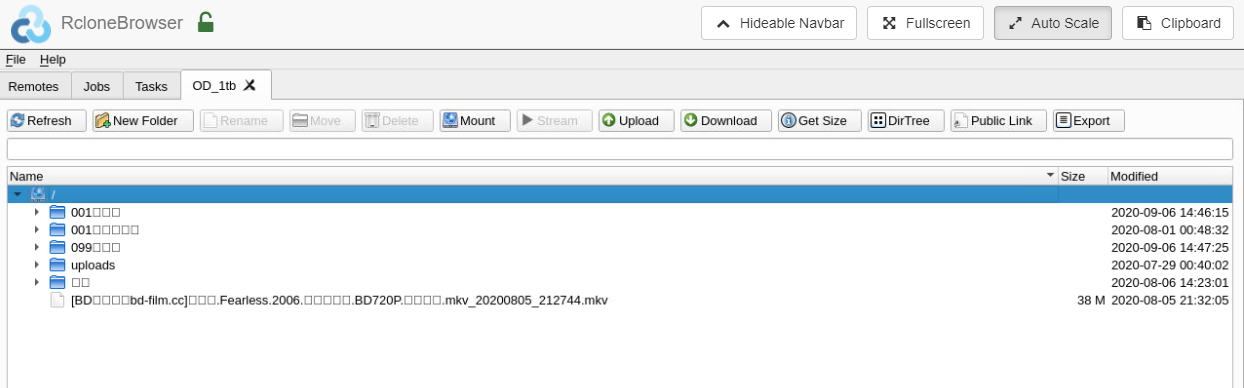 RcloneBrowser
Hideable Navbar Fullscreen Auto Scale Clipboard
File Help
Remotes Jobs Tasks OD_1tb
Refresh New Folder Rename Move Delete Mount Stream Upload Download Get Size DirTree Public Link Export
Name Size Modified
/
001□□□ 2020-09-06 14:46:15
001□□□□□ 2020-08-01 00:48:32
099□□□ 2020-09-06 14:47:25
uploads 2020-07-29 00:40:02
□□ 2020-08-06 14:23:01
[BD□□□□bd-film.cc]□□□.Fearless.2006.□□□□□.BD720P.□□□□.mkv_20200805_212744.mkv 38 M 2020-08-05 21:32:05